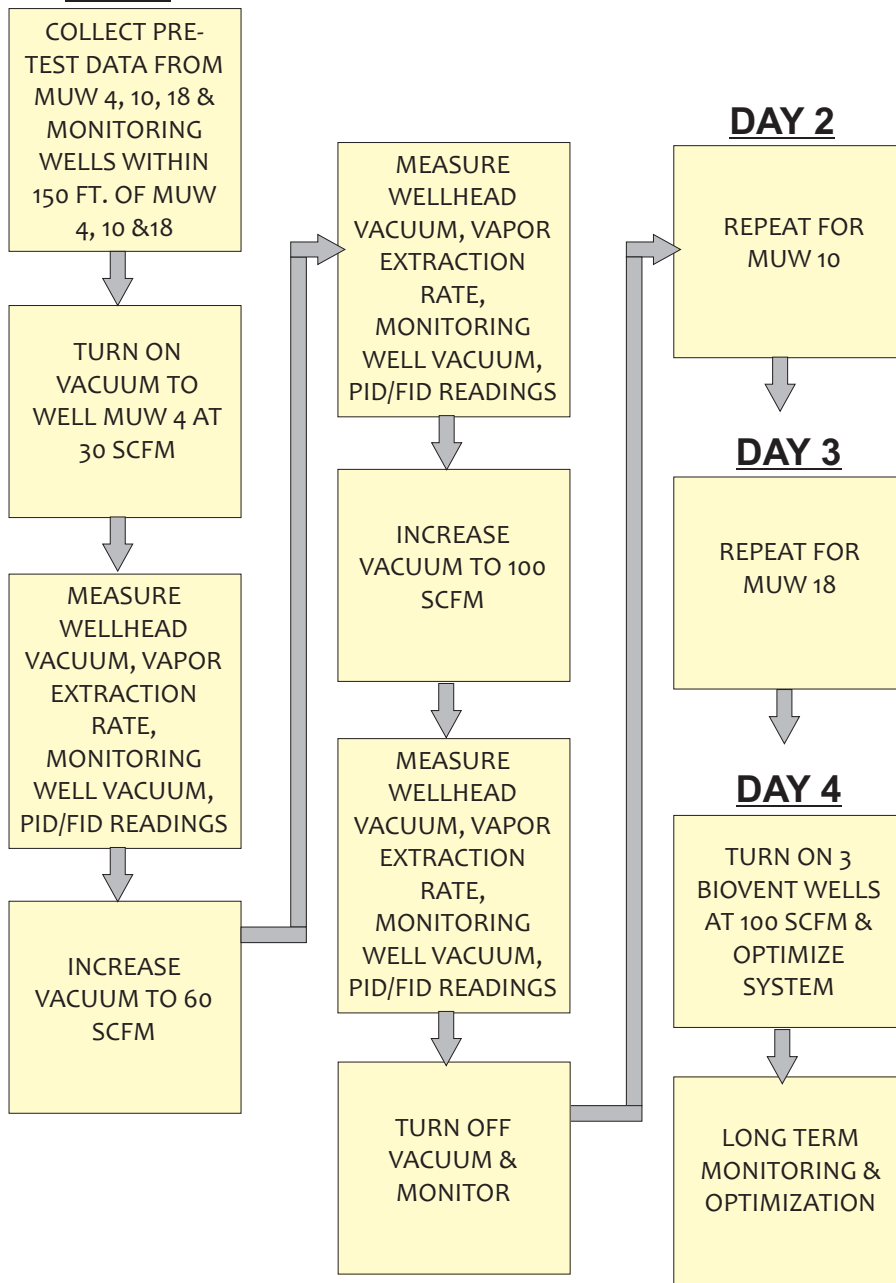 COLLECT PRE-
TEST DATA FROM
MUW 4, 10, 18 &
MONITORING
WELLS WITHIN
150 FT. OF MUW
4, 10 &18
TURN ON
VACUUM TO
WELL MUW 4 AT
30 SCFM
MEASURE
WELLHEAD
VACUUM, VAPOR
EXTRACTION
RATE,
MONITORING
WELL VACUUM,
PID/FID READINGS
INCREASE
VACUUM TO 60
SCFM
MEASURE
WELLHEAD
VACUUM, VAPOR
EXTRACTION
RATE,
MONITORING
WELL VACUUM,
PID/FID READINGS
INCREASE
VACUUM TO 100
SCFM
MEASURE
WELLHEAD
VACUUM, VAPOR
EXTRACTION
RATE,
MONITORING
WELL VACUUM,
PID/FID READINGS
TURN OFF
VACUUM &
MONITOR
DAY 2
REPEAT FOR
MUW 10
DAY 3
REPEAT FOR
MUW 18
DAY 4
TURN ON 3
BIOVENT WELLS
AT 100 SCFM &
OPTIMIZE
SYSTEM
LONG TERM
MONITORING &
OPTIMIZATION